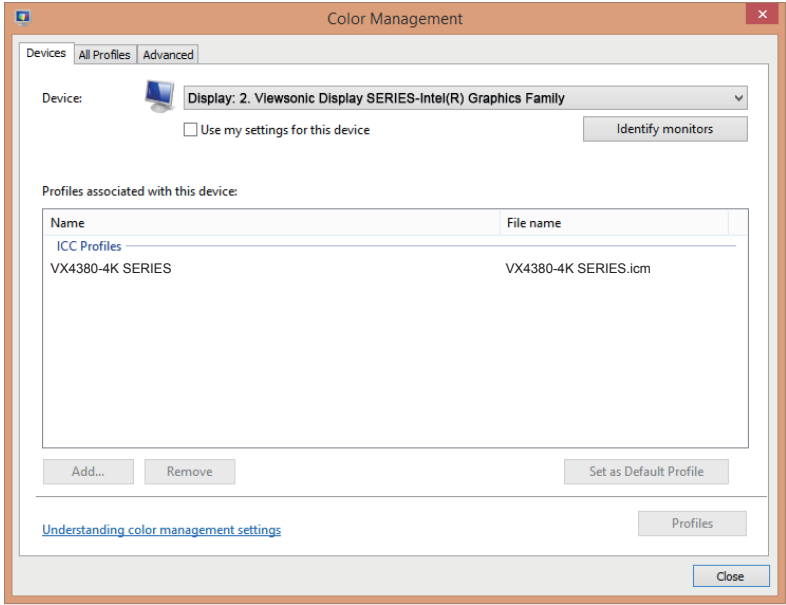 Color Management
Devices All Profiles Advanced
Device: Display: 2. Viewsonic Display SERIES-Intel(R) Graphics Family
Use my settings for this device Identify monitors
Profiles associated with this device:
Name File name
ICC Profiles
VX4380-4K SERIES VX4380-4K SERIES.icm
Add... Remove Set as Default Profile
Understanding color management settings Profiles
Close